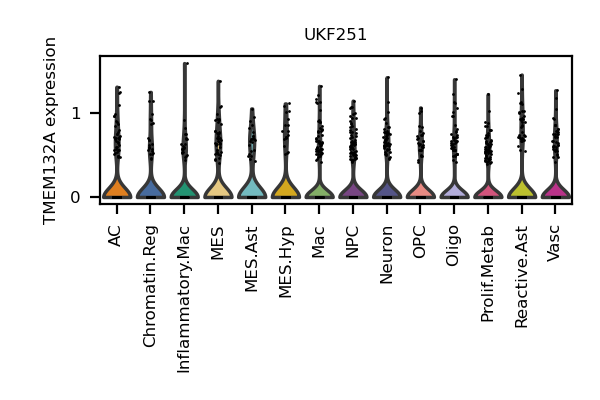 UKF251
TMEM132A expression
1
0
AC
Chromatin.Reg
Inflammatory.Mac
MES
MES.Ast
MES.Hyp
Mac
NPC
Neuron
OPC
Oligo
Prolif.Metab
Reactive.Ast
Vasc